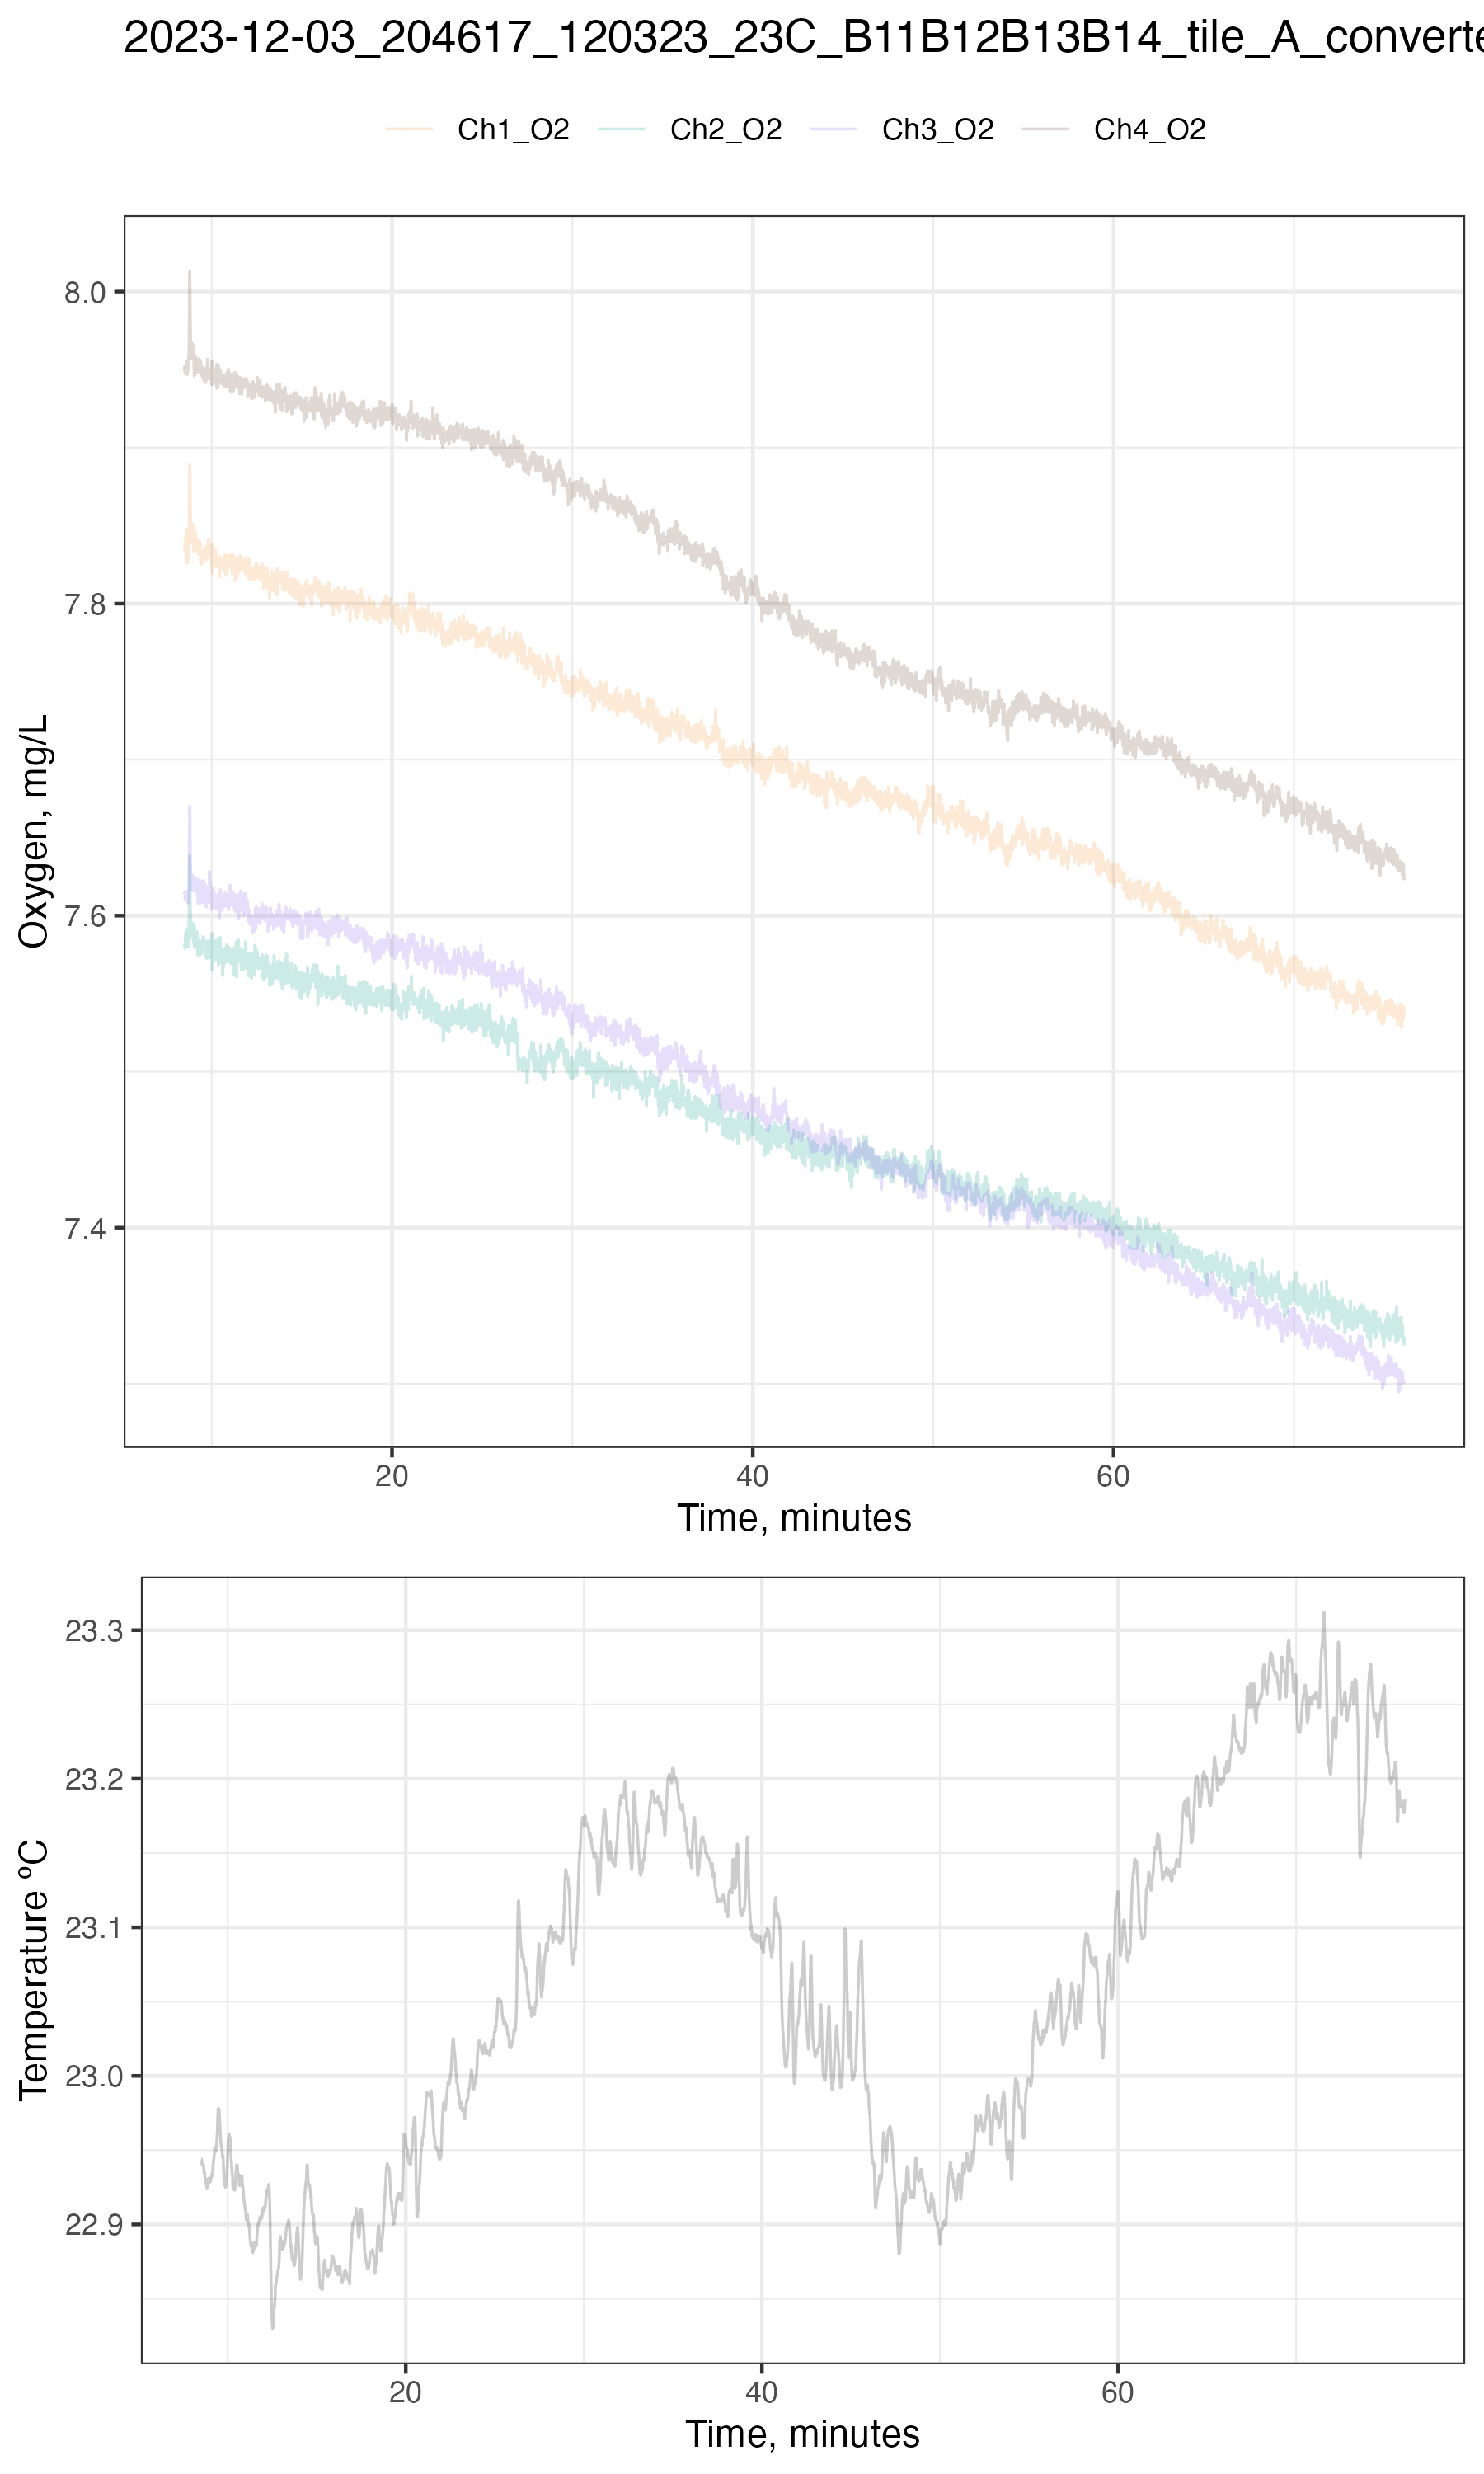 2023-12-03_204617_120323_23C_B11B12B13B14_tile_A_converte
Ch1_O2 Ch2_O2 Ch3_O2 Ch4_O2
8.0
7.8
7.6
7.4
Oxygen, mg/L
20 40 60
Time, minutes
23.3
23.2
23.1
23.0
22.9
Temperature ºC
20 40 60
Time, minutes